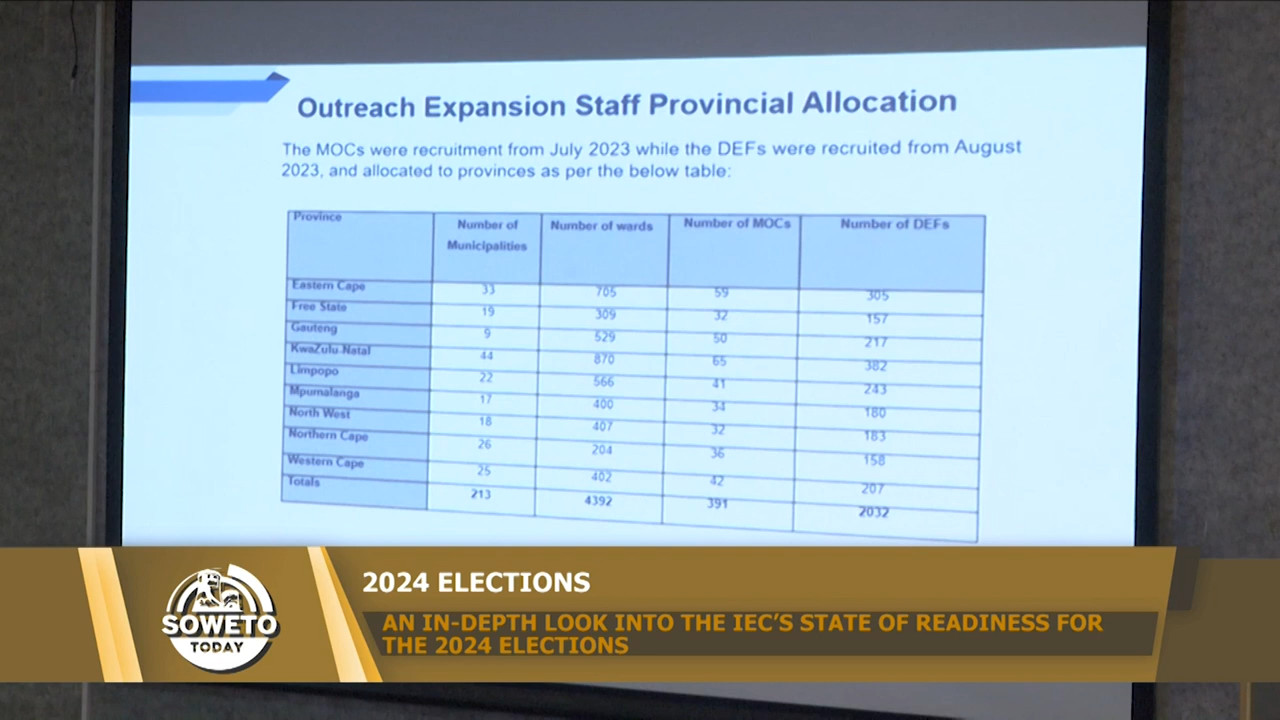 Outreach Expansion Staff Provincial Allocation
The MOCs were recruitment from July 2023 while the DEFs were recruited from August
2023, and allocated to provinces as per the below table:
Province Number of Municipalities Number of wards Number of MOCs Number of DEFs
Eastern Cape 33 705 59 305
Free State 19 309 32 157
Gauteng 9 529 50 217
KwaZulu Natal 44 870 65 382
Limpopo 22 566 41 243
Mpumalanga 17 400 34 180
North West 18 407 32 183
Northern Cape 26 204 36 158
Western Cape 25 402 42 207
Totals 213 4392 391 2032
2024 ELECTIONS
AN IN-DEPTH LOOK INTO THE IEC'S STATE OF READINESS FOR
THE 2024 ELECTIONS
SOWETO
TODAY